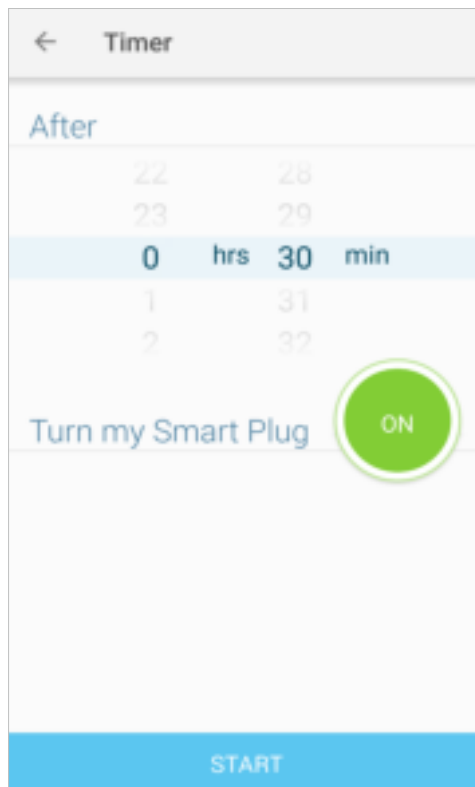 Timer
After
22 28
23 29
0 hrs 30 min
1 31
2 32
Turn my Smart Plug ON
START